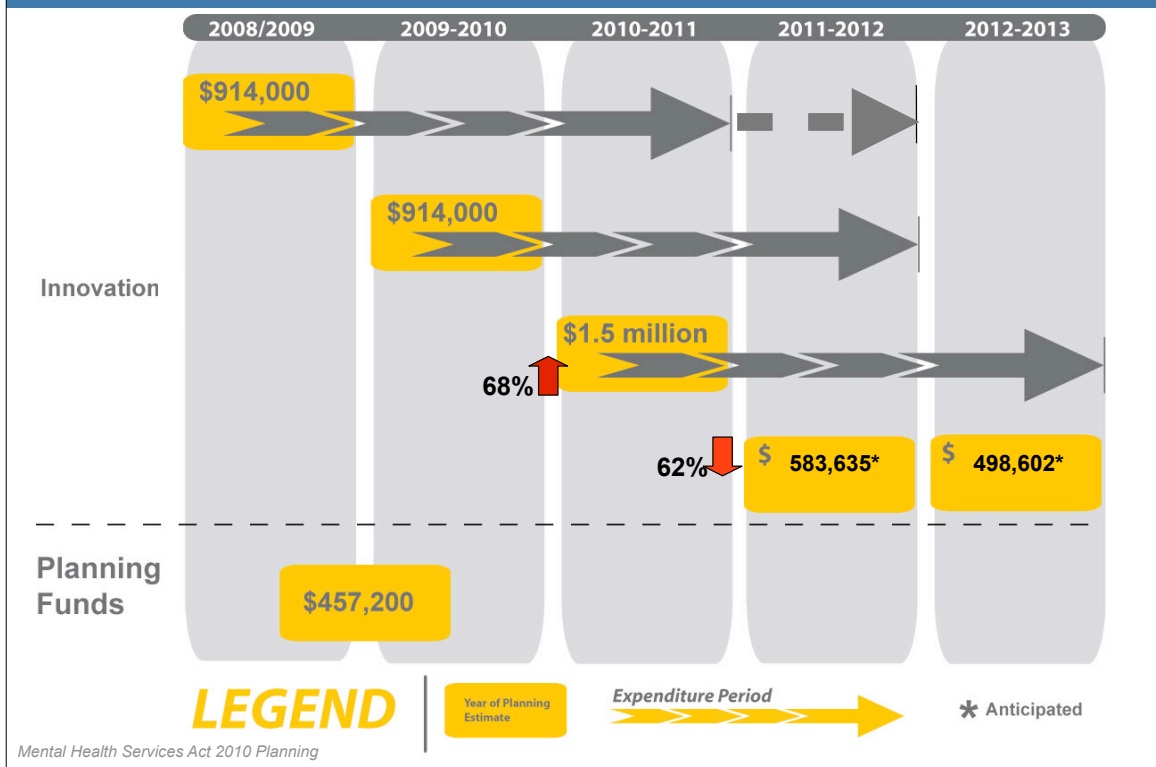 2008/2009 2009-2010 2010-2011 2011-2012 2012-2013
$914,000
$914,000
Innovation
$1.5 million
68%
62%
$ 583,635*
$ 498,602*
Planning
Funds
$457,200
LEGEND
Year of Planning
Estimate
Expenditure Period
* Anticipated
Mental Health Services Act 2010 Planning